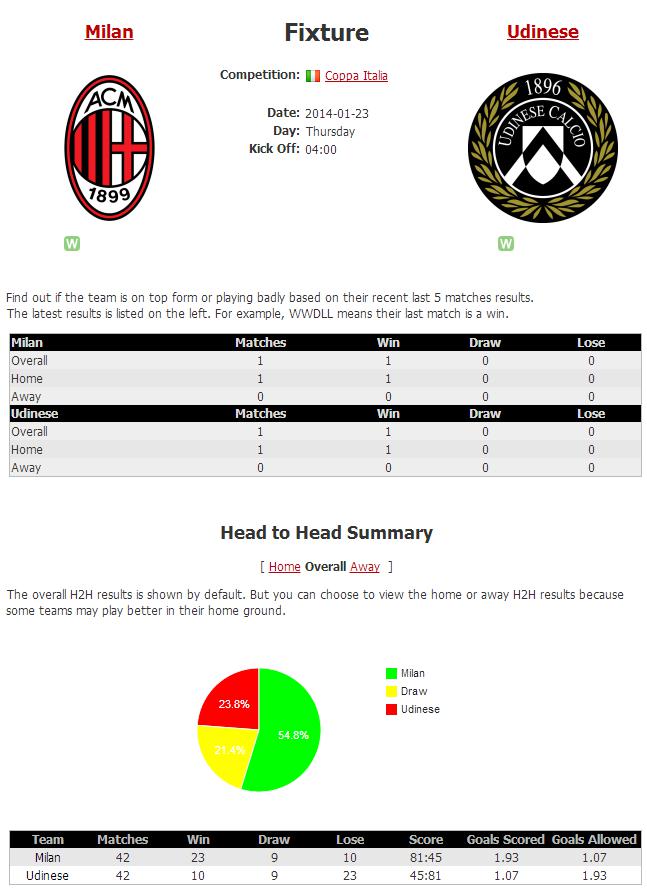 Milan Fixture Udinese
Competition: Coppa Italia
ACM
1899
1896
UDINESE CALCIO
Date: 2014-01-23
Day: Thursday
Kick Off: 04:00
W W
Find out if the team is on top form or playing badly based on their recent last 5 matches results.
The latest results is listed on the left. For example, WWDLL means their last match is a win.
Milan Matches Win Draw Lose
Overall 1 1 0 0
Home 1 1 0 0
Away 0 0 0 0
Udinese Matches Win Draw Lose
Overall 1 1 0 0
Home 1 1 0 0
Away 0 0 0 0
Head to Head Summary
[ Home Overall Away ]
The overall H2H results is shown by default. But you can choose to view the home or away H2H results because
some teams may play better in their home ground.
Milan
Draw
Udinese
23.8%
54.8%
21.4%
Team Matches Win Draw Lose Score Goals Scored Goals Allowed
Milan 42 23 9 10 81:45 1.93 1.07
Udinese 42 10 9 23 45:81 1.07 1.93